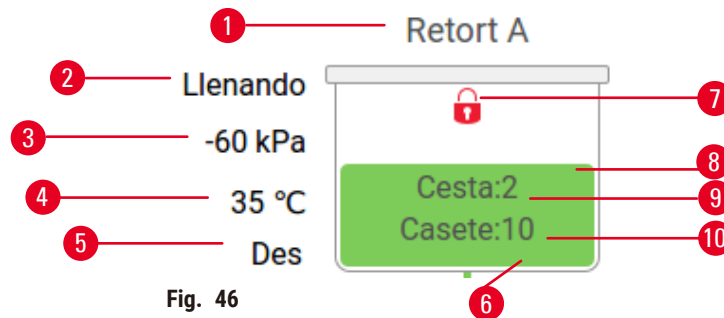 1 Retort A
2 Llenando
7
3 -60 kPa
8
4 35 °C
Cesta:2 9
5 Des
Casete:10 10
Fig. 46
6